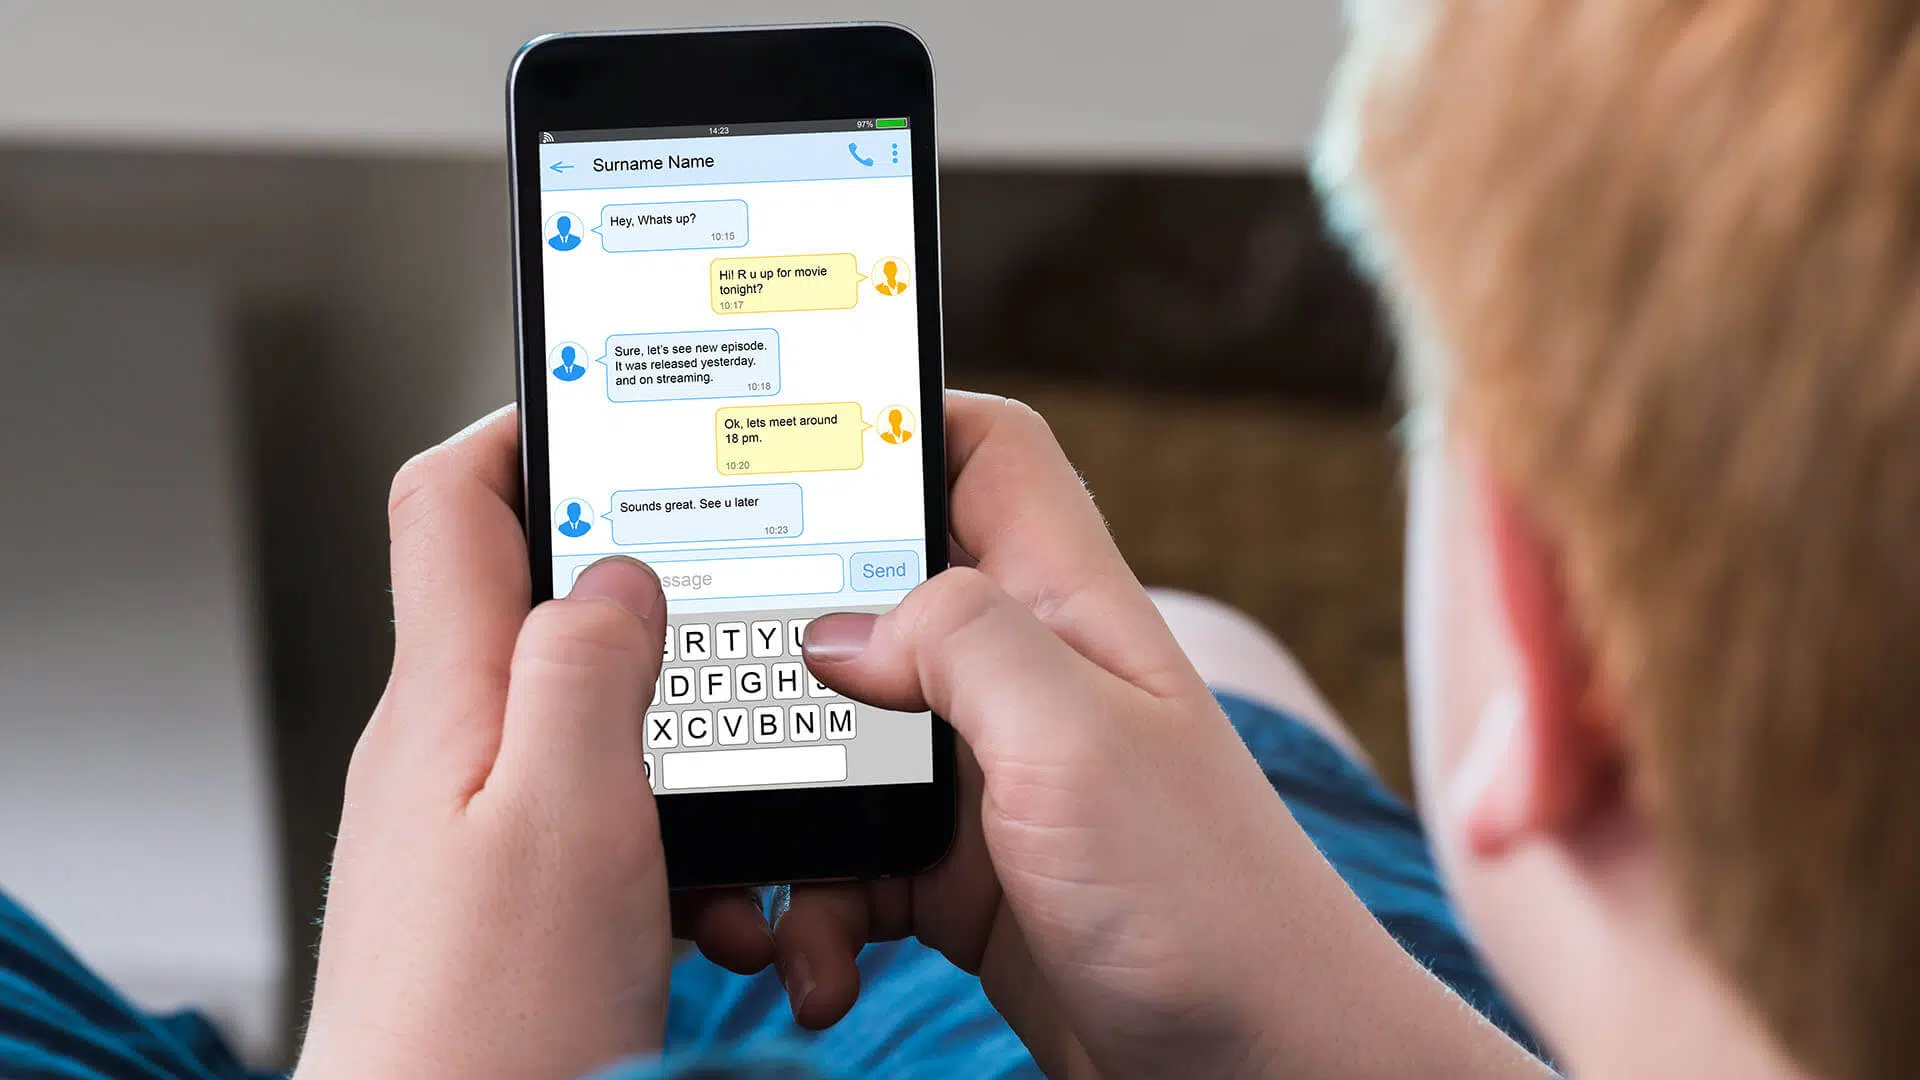 14:23
97%
Surname Name
Hey, Whats up?
10:15
Hi! R u up for movie
tonight?
10:17
Sure, let's see new episode.
It was released yesterday.
and on streaming.
10:18
Ok, lets meet around
18 pm.
10:20
Sounds great. See u later
10:23
Send
R T Y
D F G H
X C V B N M